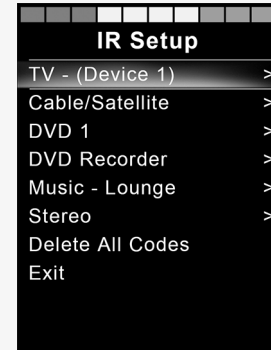 IR Setup
TV - (Device 1) >
Cable/Satellite >
DVD 1 >
DVD Recorder >
Music - Lounge >
Stereo >
Delete All Codes
Exit